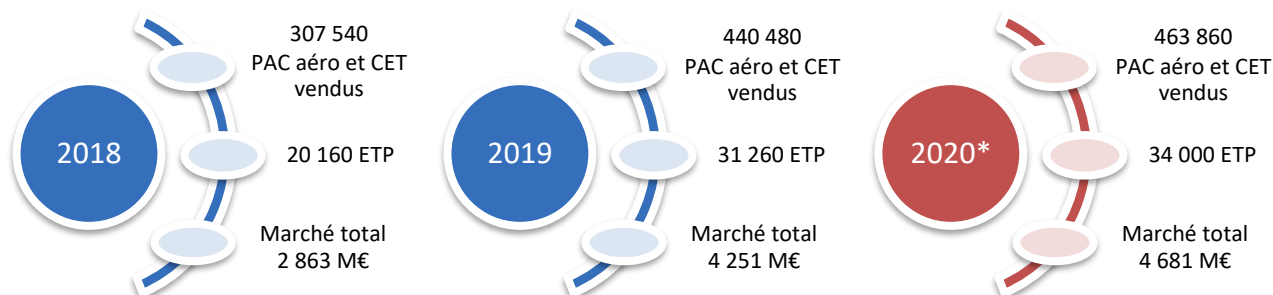 2018
307 540
PAC aéro et CET
vendus
20 160 ETP
Marché total
2 863 M€
2019
440 480
PAC aéro et CET
vendus
31 260 ETP
Marché total
4 251 M€
2020*
463 860
PAC aéro et CET
vendus
34 000 ETP
Marché total
4 681 M€